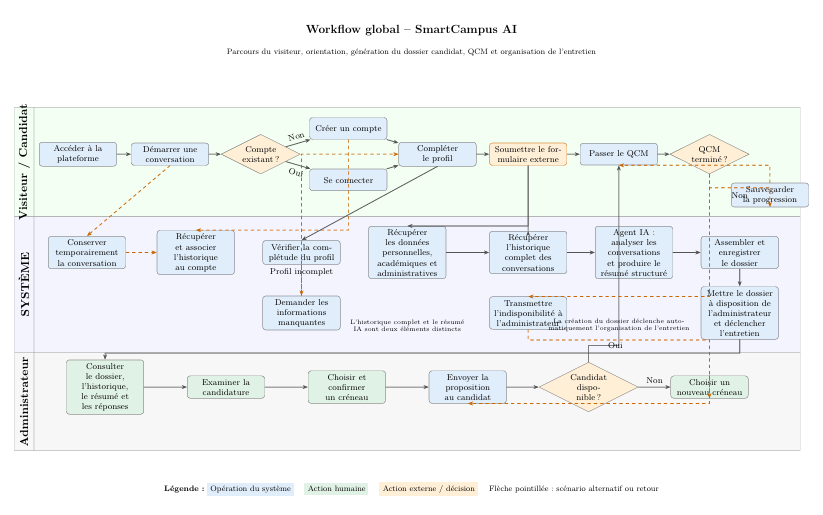 Workflow global – SmartCampus AI
Parcours du visiteur, orientation, génération du dossier candidat, QCM et organisation de l'entretien
Visiteur / Candidat
Accéder à la
plateforme
Démarrer une
conversation
Compte
existant ?
Non
Oui
Créer un compte
Se connecter
Compléter
le profil
Soumettre le for-
mulaire externe
Passer le QCM
QCM
terminé ?
Non
Sauvegarder
la progression
SYSTÈME
Conserver
temporairement
la conversation
Récupérer
et associer
l'historique
au compte
Vérifier la com-
plétude du profil
Profil incomplet
Demander les
informations
manquantes
Récupérer
les données
personnelles,
académiques et
administratives
Récupérer
l'historique
complet des
conversations
Agent IA :
analyser les
conversations
et produire le
résumé structuré
Assembler et
enregistrer
le dossier
Transmettre
l'indisponibilité à
l'administrateur
Mettre le dossier
à disposition de
l'administrateur
et déclencher
l'entretien
L'historique complet et le résumé
IA sont deux éléments distincts
La création du dossier déclenche auto-
matiquement l'organisation de l'entretien
Oui
Administrateur
Consulter
le dossier,
l'historique,
le résumé et
les réponses
Examiner la
candidature
Choisir et
confirmer
un créneau
Envoyer la
proposition
au candidat
Candidat
dispo-
nible ?
Non
Choisir un
nouveau créneau
Légende : Opération du système Action humaine Action externe / décision Flèche pointillée : scénario alternatif ou retour